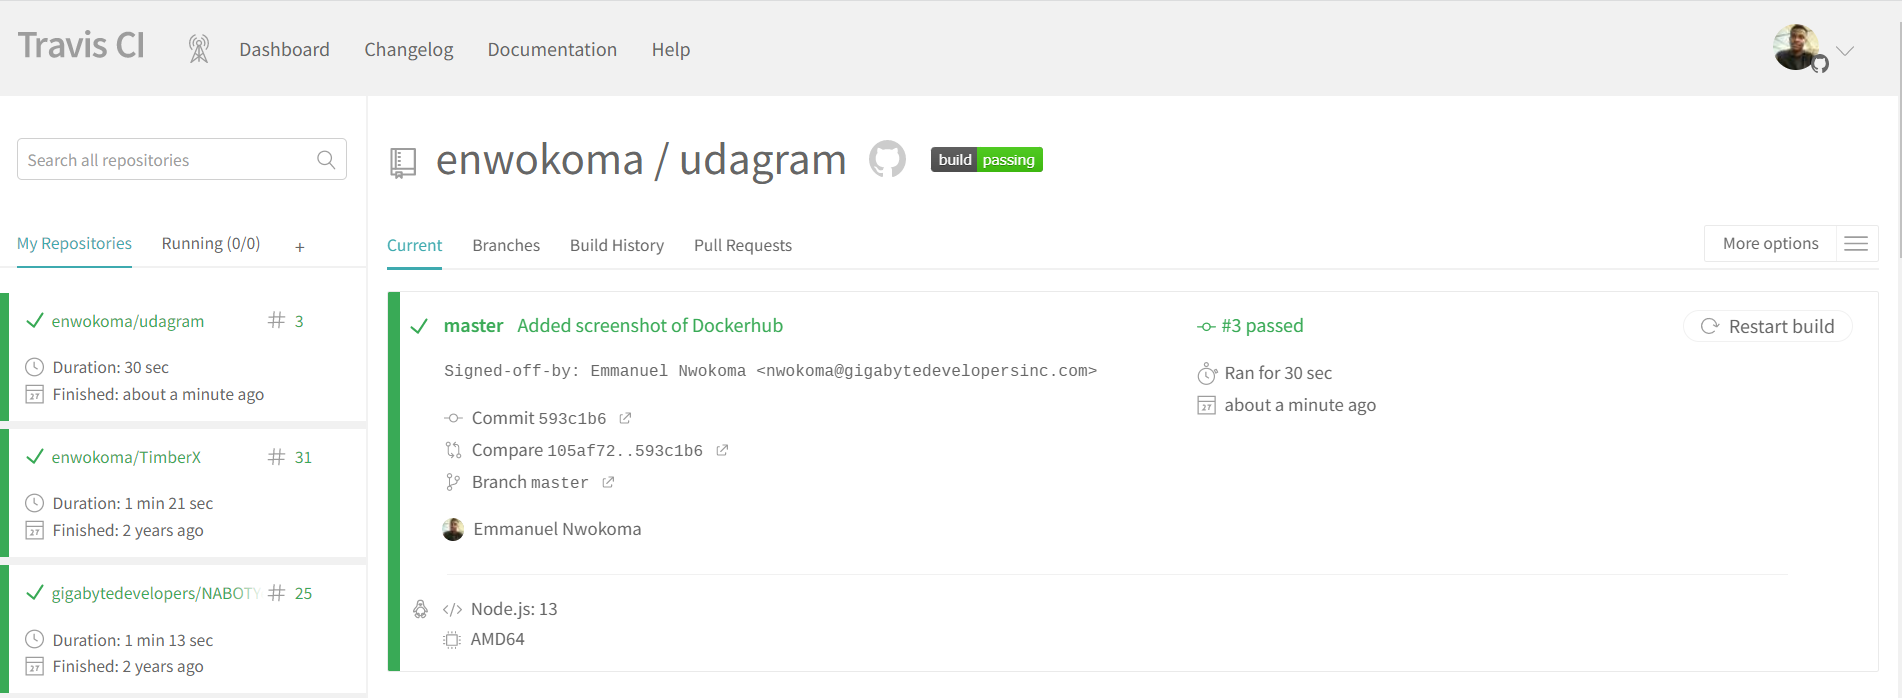 Travis CI
Dashboard Changelog Documentation Help
Search all repositories
My Repositories Running (0/0) +
enwokoma/udagram # 3
Duration: 30 sec
27 Finished: about a minute ago
enwokoma/TimberX # 31
Duration: 1 min 21 sec
27 Finished: 2 years ago
gigabytedevelopers/NABOTY # 25
Duration: 1 min 13 sec
27 Finished: 2 years ago
enwokoma / udagram build passing
Current Branches Build History Pull Requests
More options
master Added screenshot of Dockerhub
Signed-off-by: Emmanuel Nwokoma <nwokoma@gigabytedevelopersinc.com>
Commit 593c1b6
Compare 105af72..593c1b6
Branch master
Emmanuel Nwokoma
#3 passed
Ran for 30 sec
27 about a minute ago
Restart build
</> Node.js: 13
AMD64